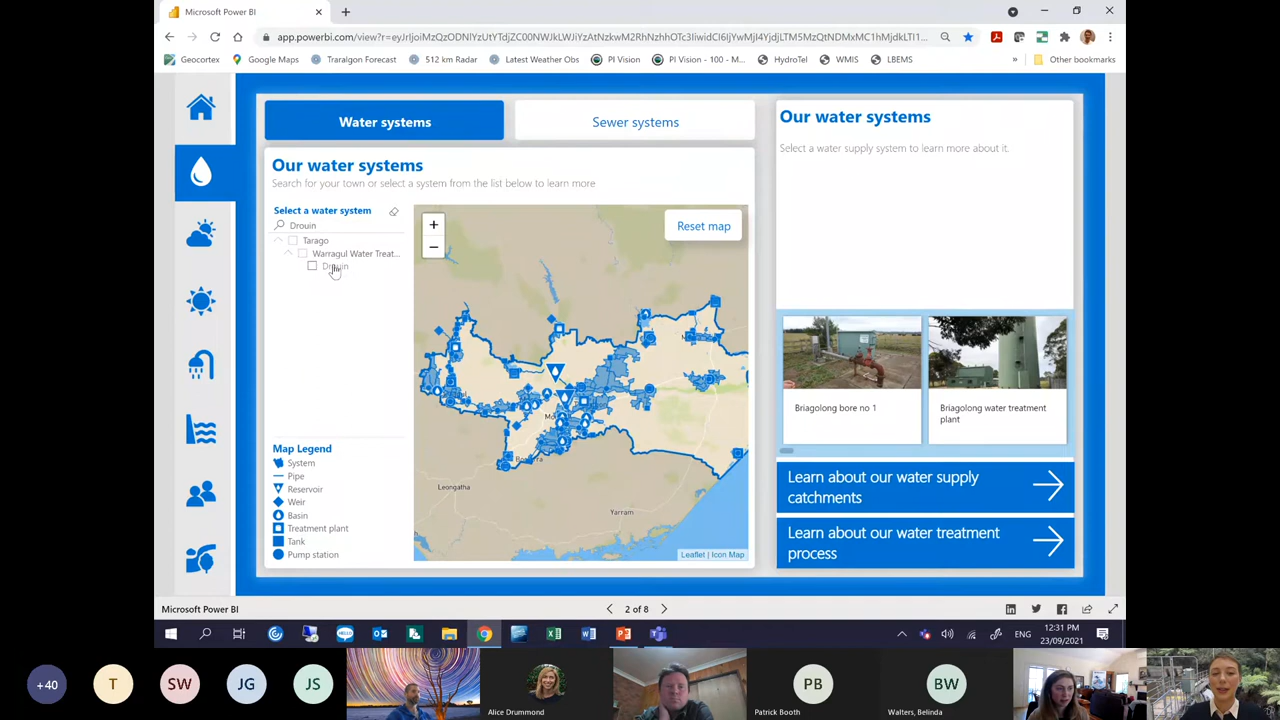 Microsoft Power BI
app.powerbi.com/view?r=
Geocortex
Google Maps
Traralgon Forecast
512 km Radar
Latest Weather Obs
PI Vision
PI Vision - 100 - M...
HydroTel
WMIS
LBEMS
»
Other bookmarks
Water systems
Sewer systems
Our water systems
Search for your town or select a system from the list below to learn more
Select a water system
Drouin
Tarago
Warragul Water Treat...
Drouin
Map Legend
System
Pipe
Reservoir
Weir
Basin
Treatment plant
Tank
Pump station
+
−
Reset map
Leongatha
Yarram
Leaflet | Icon Map
Our water systems
Select a water supply system to learn more about it.
Briagolong bore no 1
Briagolong water treatment
plant
Learn about our water supply
catchments
Learn about our water treatment
process
Microsoft Power BI
2 of 8
ENG
12:31 PM
23/09/2021
+40
T
SW
JG
JS
Alice Drummond
PB
Patrick Booth
BW
Walters, Belinda